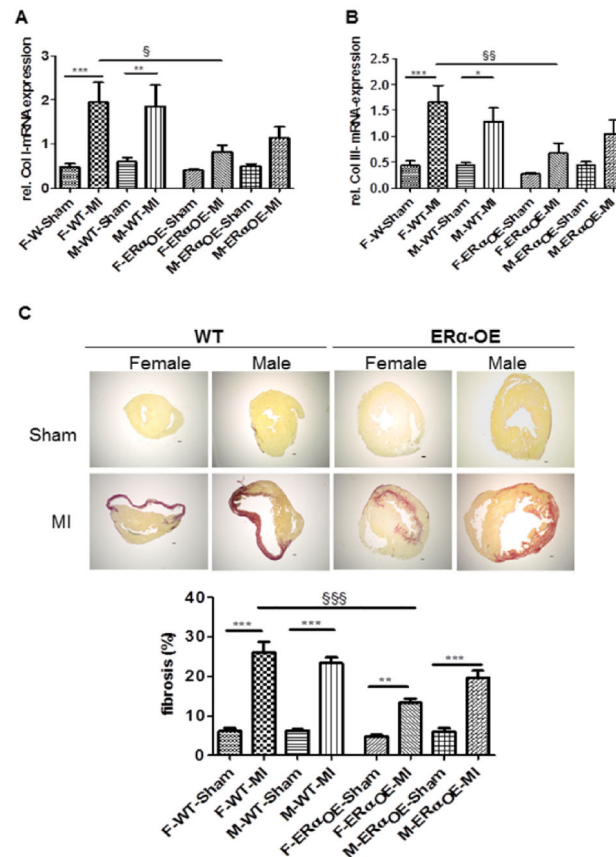 A
rel. Col I-mRNA expression
3
2
1
0
***
**
§
F-W-Sham
F-WT-MI
M-WT-Sham
M-WT-MI
F-ERαOE-Sham
F-ERαOE-MI
M-ERαOE-Sham
M-ERαOE-MI
B
rel. Col III- mRNA-expression
2.5
2.0
1.5
1.0
0.5
0.0
***
*
§§
F-W-Sham
F-WT-MI
M-WT-Sham
M-WT-MI
F-ERαOE-Sham
F-ERαOE-MI
M-ERαOE-Sham
M-ERαOE-MI
C
WT ERα-OE
Female Male Female Male
Sham
MI
fibrosis (%)
40
30
20
10
0
§§§
*** *** ** ***
F-WT-Sham
F-WT-MI
M-WT-Sham
M-WT-MI
F-ERαOE-Sham
F-ERαOE-MI
M-ERαOE-Sham
M-ERαOE-MI